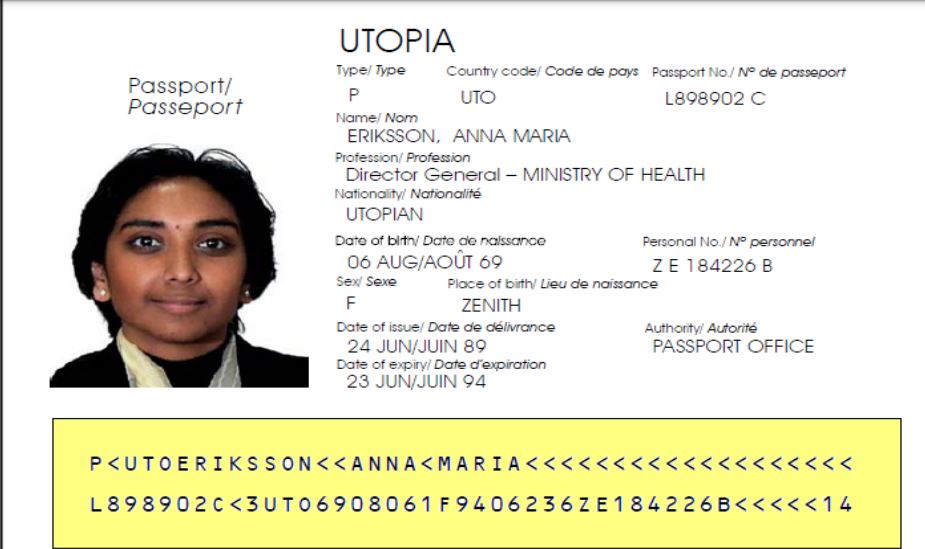 UTOPIA
Passport/
Passeport
Type/ Type Country code/ Code de pays Passport No./ N° de passeport
P UTO L898902 C
Name/ Nom
ERIKSSON, ANNA MARIA
Profession/ Profession
Director General – MINISTRY OF HEALTH
Nationality/ Nationalité
UTOPIAN
Date of birth/ Date de naissance Personal No./ N° personnel
06 AUG/AOÛT 69 Z E 184226 B
Sex/ Sexe Place of birth/ Lieu de naissance
F ZENITH
Date of issue/ Date de délivrance Authority/ Autorité
24 JUN/JUIN 89 PASSPORT OFFICE
Date of expiry/ Date d'expiration
23 JUN/JUIN 94
P<UTOERIKSSON<<ANNA<MARIA<<<<<<<<<<<<<<<<<<<
L898902C<3UTO6908061F9406236ZE184226B<<<<<14